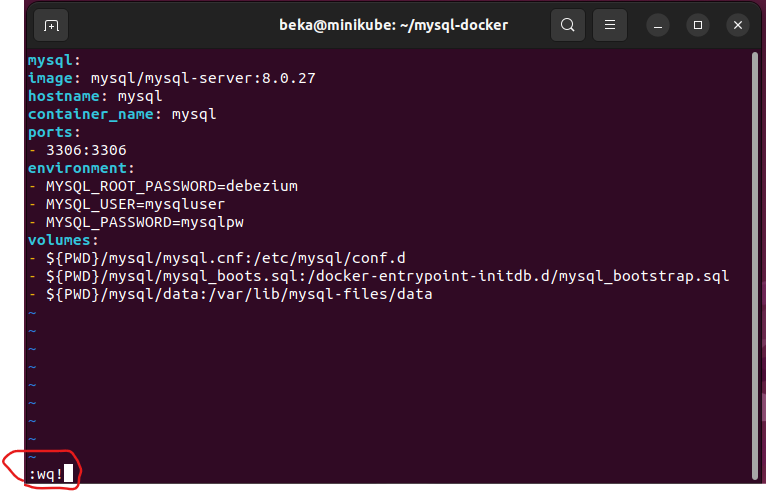 beka@minikube: ~/mysql-docker
mysql:
image: mysql/mysql-server:8.0.27
hostname: mysql
container_name: mysql
ports:
- 3306:3306
environment:
- MYSQL_ROOT_PASSWORD=debezium
- MYSQL_USER=mysqluser
- MYSQL_PASSWORD=mysqlpw
volumes:
- ${PWD}/mysql/mysql.cnf:/etc/mysql/conf.d
- ${PWD}/mysql/mysql_boots.sql:/docker-entrypoint-initdb.d/mysql_bootstrap.sql
- ${PWD}/mysql/data:/var/lib/mysql-files/data
~
~
~
~
~
~
~
~
~
:wq!